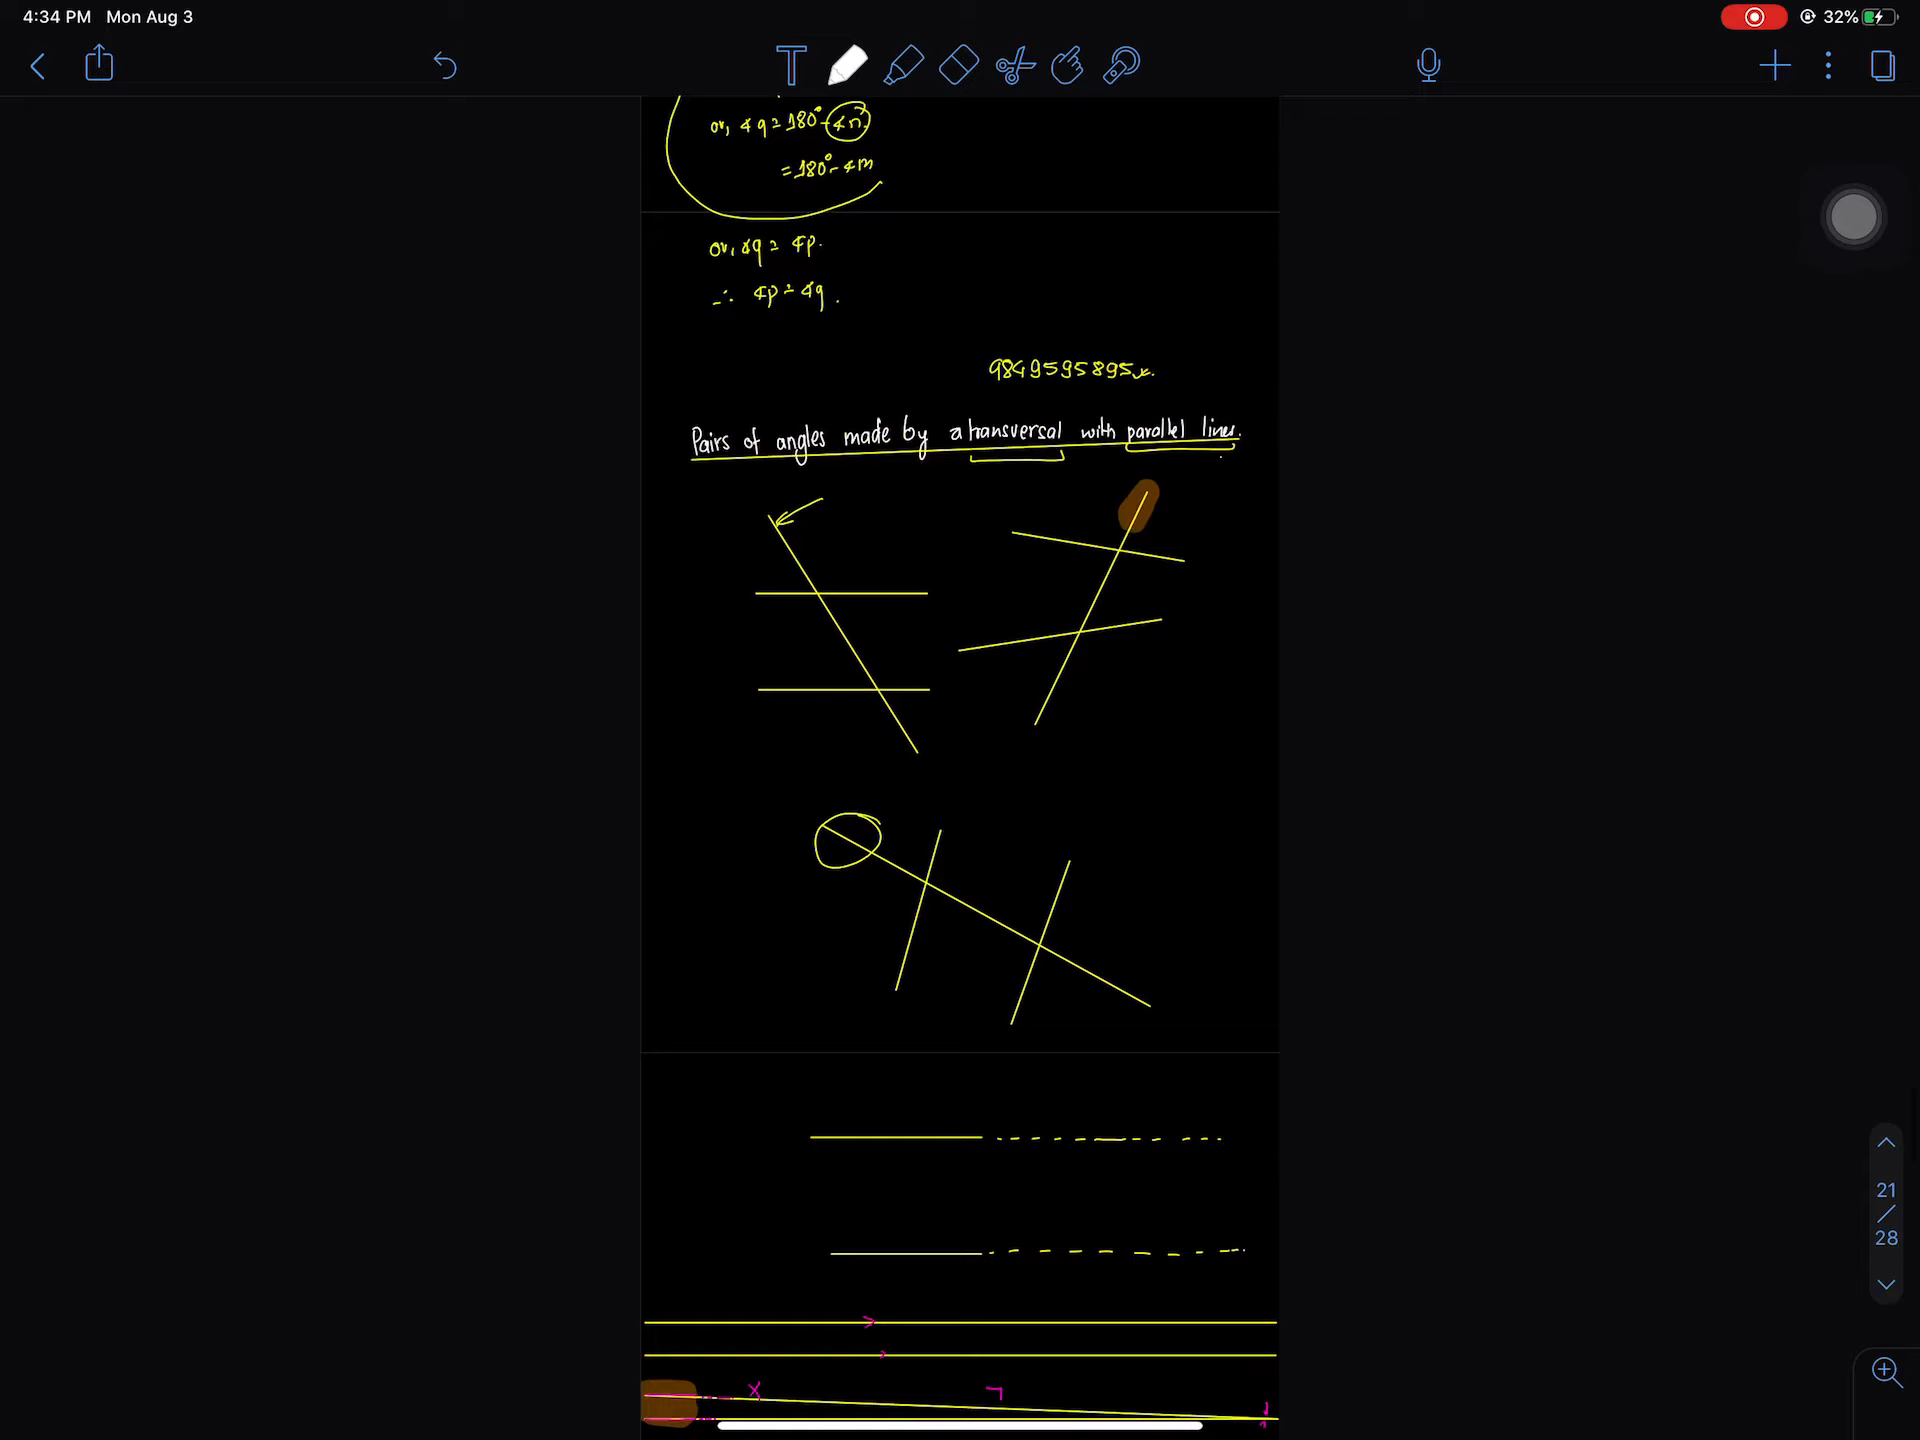 4:34 PM Mon Aug 3
32%
or, ∡q = 180° - ∡n
= 180° - ∡m
or, ∡q = ∡p.
∴ ∡p = ∡q.
9849595895
Pairs of angles made by a transversal with parallel lines.
21
/
28